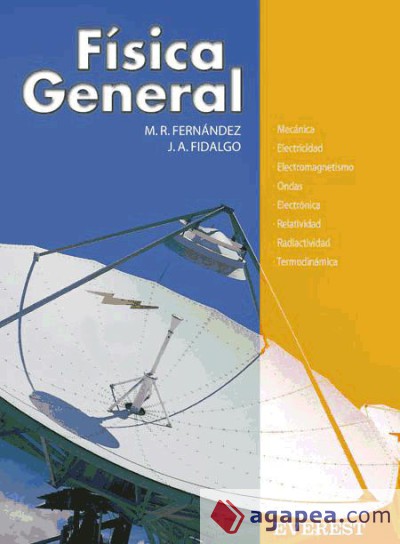 Física
General
M. R. FERNÁNDEZ
J. A. FIDALGO
Mecánica
Electricidad
Electromagnetismo
Ondas
Electrónica
Relatividad
Radiactividad
Termodinámica
agapea.com
EVEREST